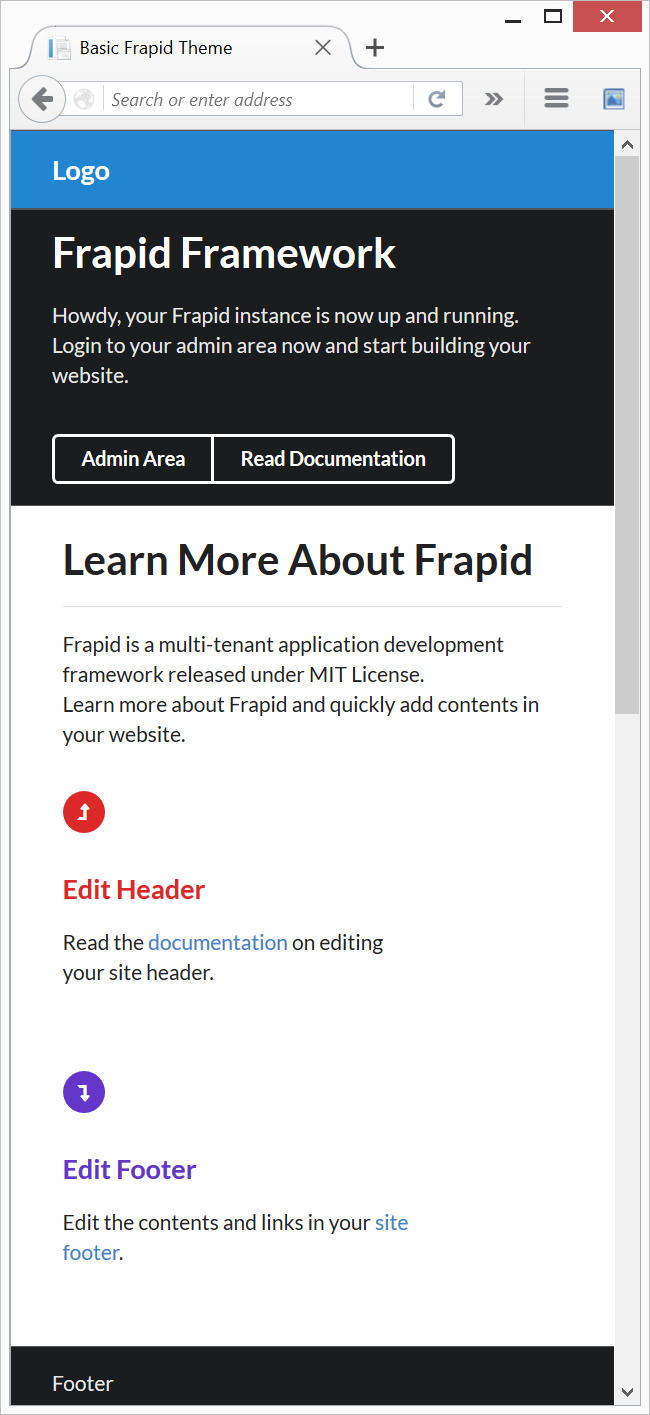 Basic Frapid Theme
Search or enter address
Logo
Frapid Framework
Howdy, your Frapid instance is now up and running.
Login to your admin area now and start building your
website.
Admin Area
Read Documentation
Learn More About Frapid
Frapid is a multi-tenant application development
framework released under MIT License.
Learn more about Frapid and quickly add contents in
your website.
Edit Header
Read the documentation on editing
your site header.
Edit Footer
Edit the contents and links in your site
footer.
Footer